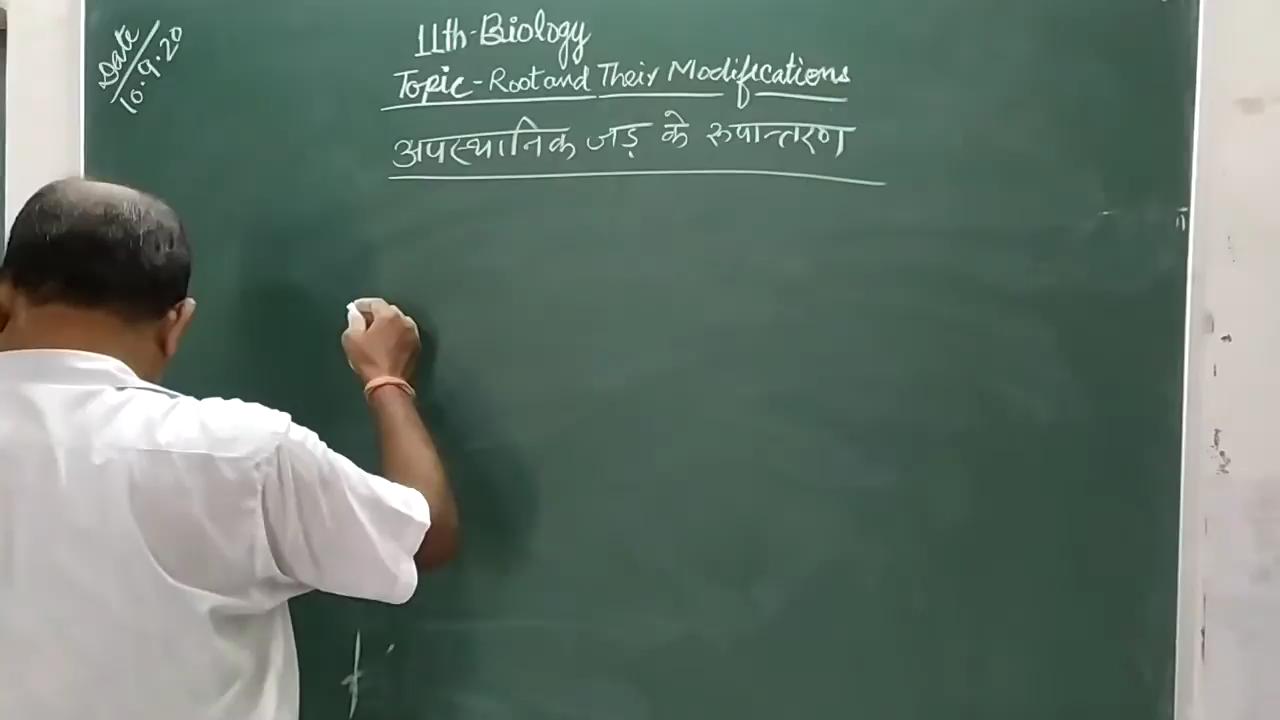 Date
10.9.20
11th-Biology
Topic-Root and Their Modifications
अपस्थानिक जड़ के रूपान्तरण